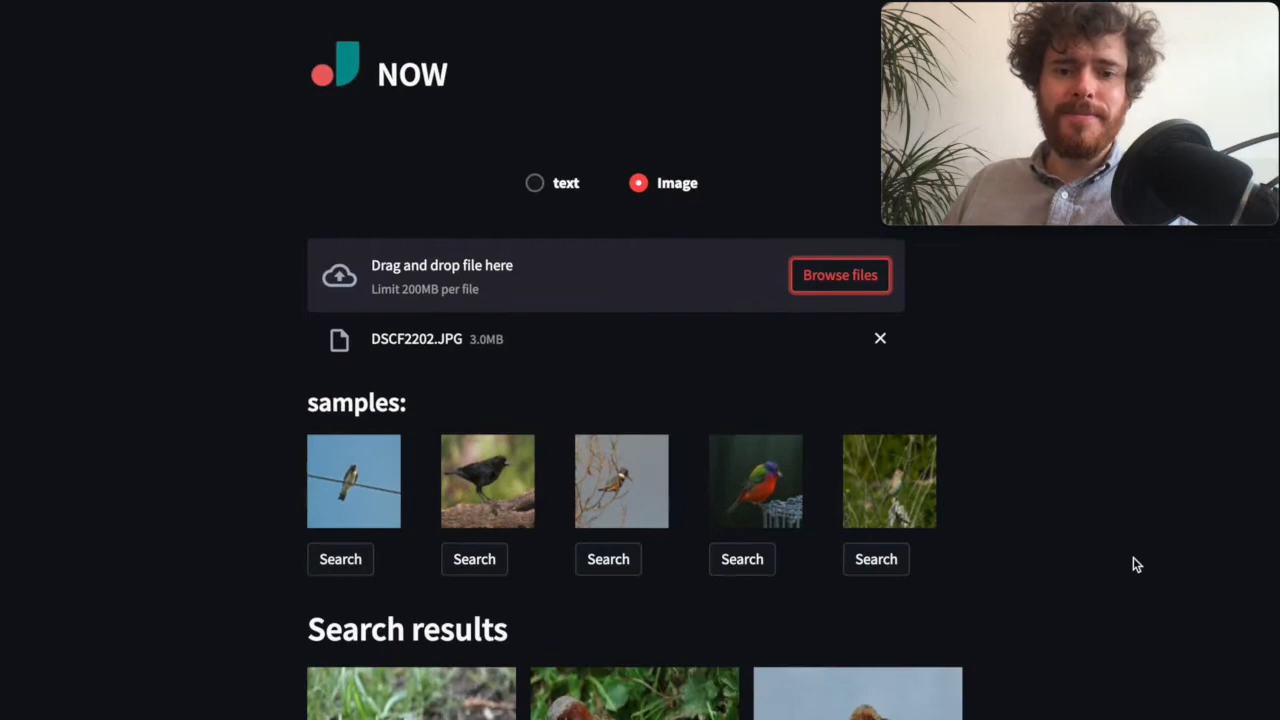 NOW
text Image
Drag and drop file here
Limit 200MB per file
Browse files
DSCF2202.JPG 3.0MB
samples:
Search Search Search Search Search
Search results